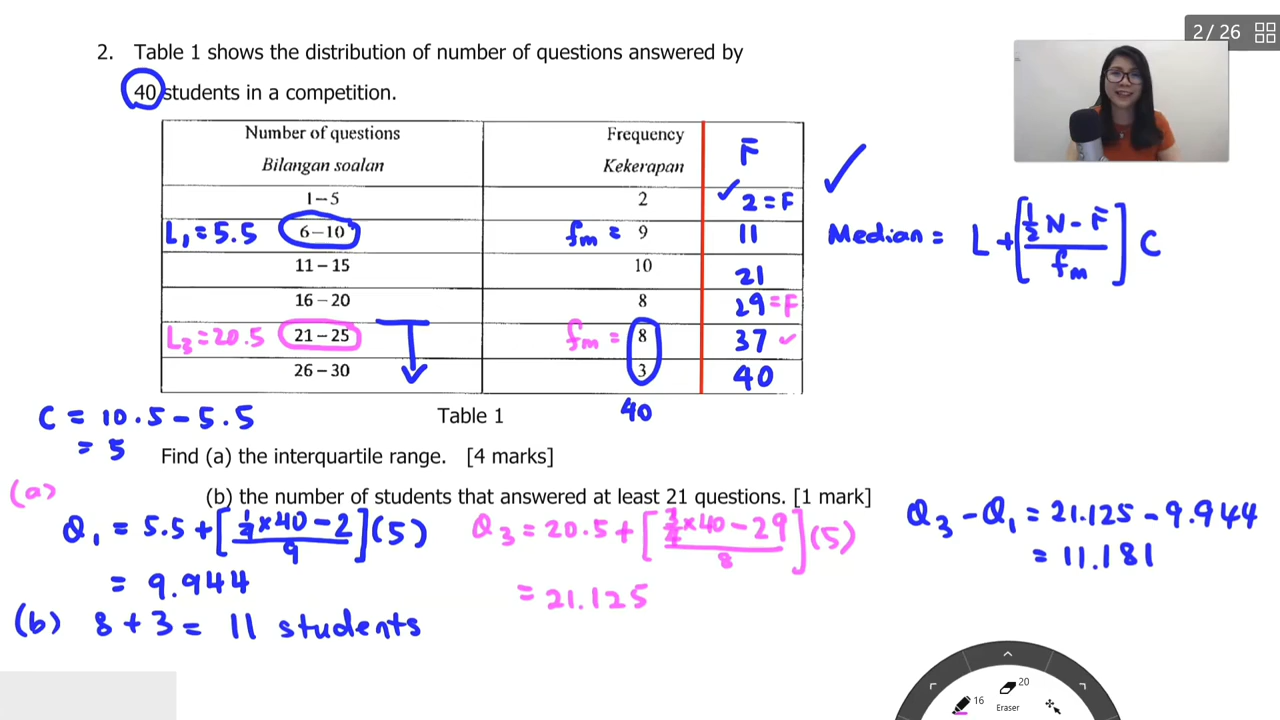 2 / 26
2. Table 1 shows the distribution of number of questions answered by
40 students in a competition.
Number of questions Frequency F
Bilangan soalan Kekerapan
1 – 5 2 ✓ 2 = F
L₁ = 5.5 6 – 10 fm = 9 11
11 – 15 10 21
16 – 20 8 29 = F
L₃ = 20.5 21 – 25 fm = 8 37 ✓
26 – 30 3 40
40
Table 1
Median = L + [(½N - F)/fm] C
C = 10.5 - 5.5
= 5
Find (a) the interquartile range. [4 marks]
(b) the number of students that answered at least 21 questions. [1 mark]
(a)
Q₁ = 5.5 + [(¼ × 40 - 2)/9](5)
= 9.944
Q₃ = 20.5 + [(¾ × 40 - 29)/8](5)
= 21.125
Q₃ - Q₁ = 21.125 - 9.944
= 11.181
(b) 8 + 3 = 11 students
16
20
Eraser